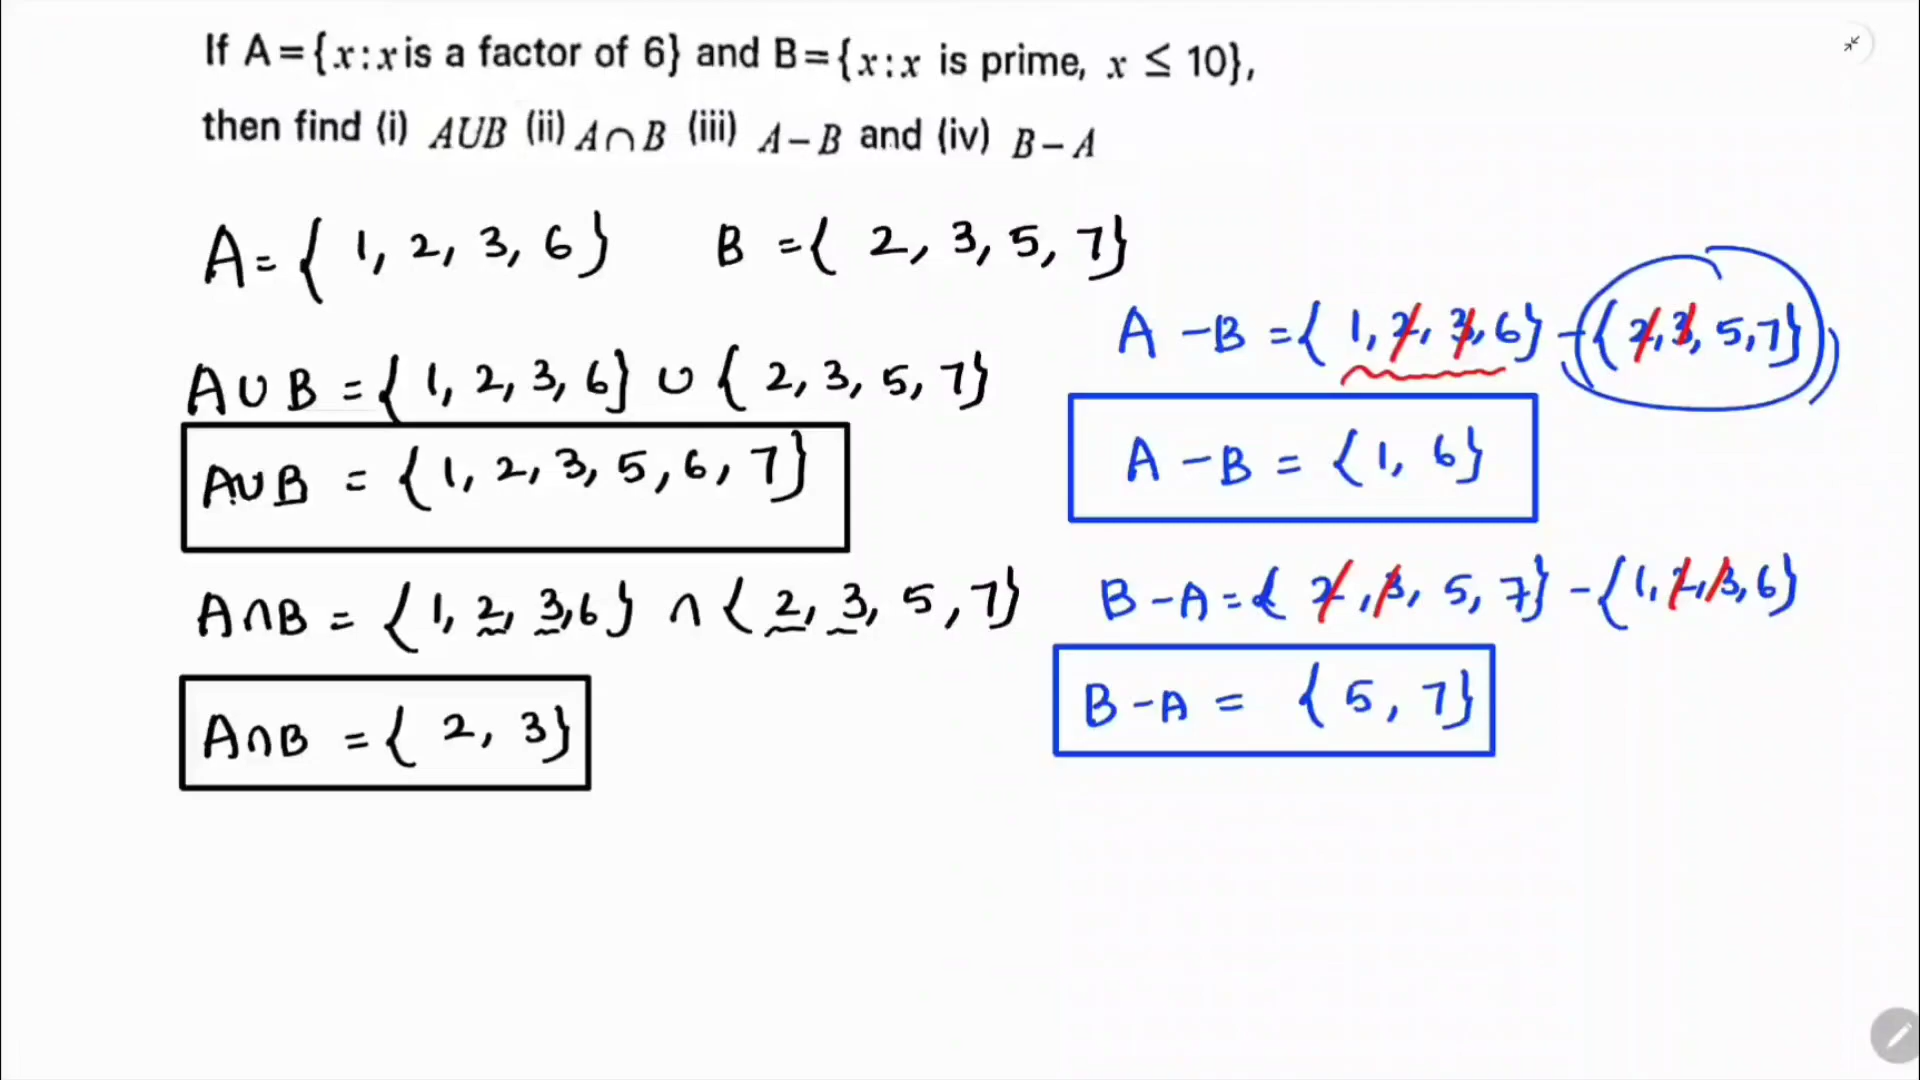 If A={x:x is a factor of 6} and B={x:x is prime, x ≤ 10},
then find (i) AUB (ii) A∩B (iii) A−B and (iv) B−A
A = { 1, 2, 3, 6 }    B = { 2, 3, 5, 7 }
A ∪ B = { 1, 2, 3, 6 } ∪ { 2, 3, 5, 7 }
A∪B = { 1, 2, 3, 5, 6, 7 }
A∩B = { 1, 2, 3, 6 } ∩ { 2, 3, 5, 7 }
A∩B = { 2, 3 }
A − B = { 1, 2, 3, 6 } − { 2, 3, 5, 7 }
A − B = { 1, 6 }
B − A = { 2, 3, 5, 7 } − { 1, 2, 3, 6 }
B − A = { 5, 7 }